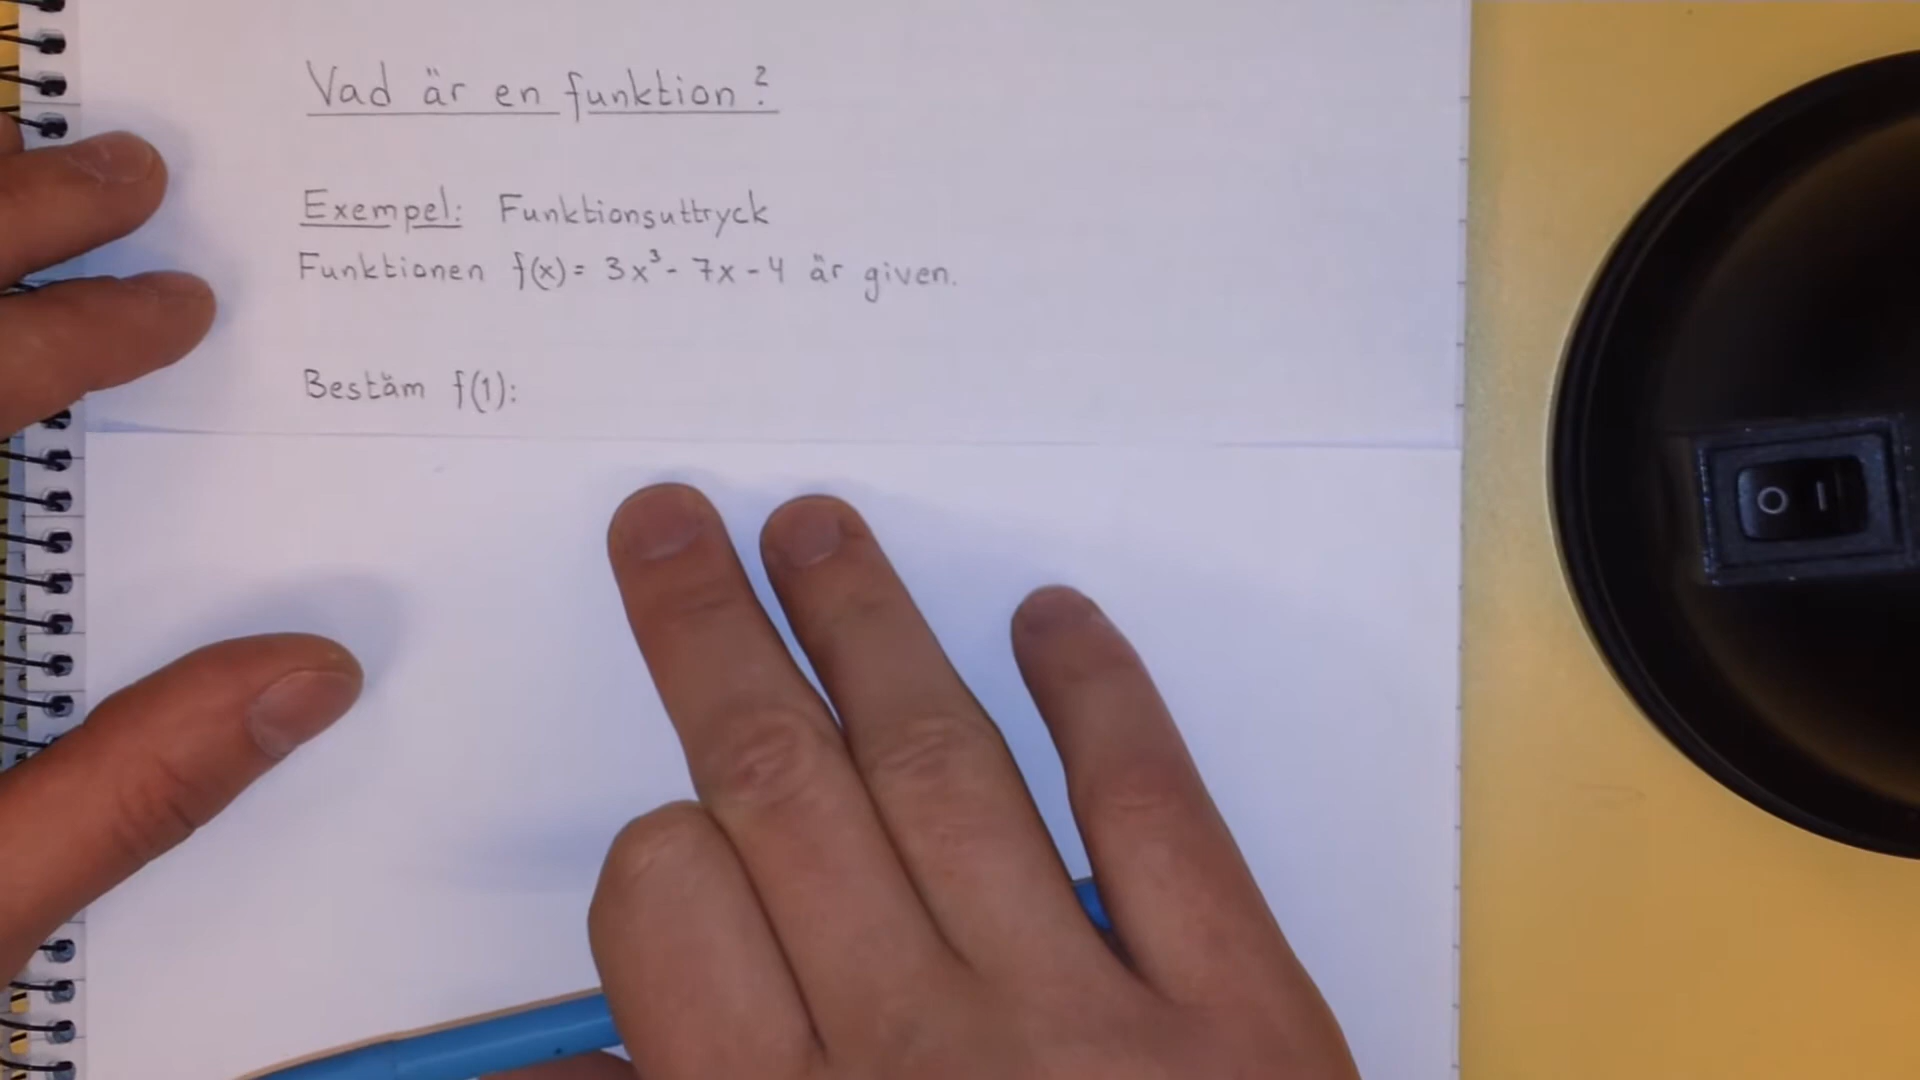 Vad är en funktion?
Exempel: Funktionsuttryck
Funktionen f(x) = 3x³ - 7x - 4 är given.
Bestäm f(1):